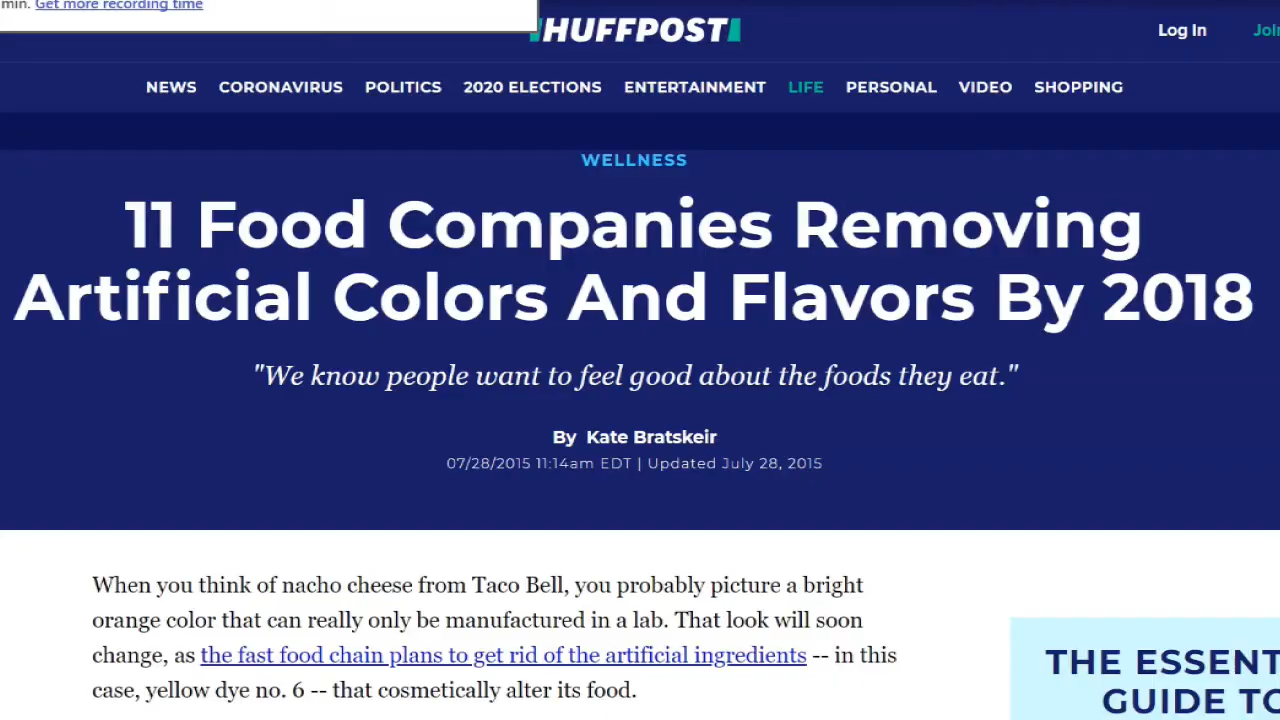 min. Get more recording time
HUFFPOST
Log In
NEWS CORONAVIRUS POLITICS 2020 ELECTIONS ENTERTAINMENT LIFE PERSONAL VIDEO SHOPPING
WELLNESS
11 Food Companies Removing
Artificial Colors And Flavors By 2018
"We know people want to feel good about the foods they eat."
By Kate Bratskeir
07/28/2015 11:14am EDT | Updated July 28, 2015
When you think of nacho cheese from Taco Bell, you probably picture a bright
orange color that can really only be manufactured in a lab. That look will soon
change, as the fast food chain plans to get rid of the artificial ingredients -- in this
case, yellow dye no. 6 -- that cosmetically alter its food.
THE ESSENT
GUIDE TO